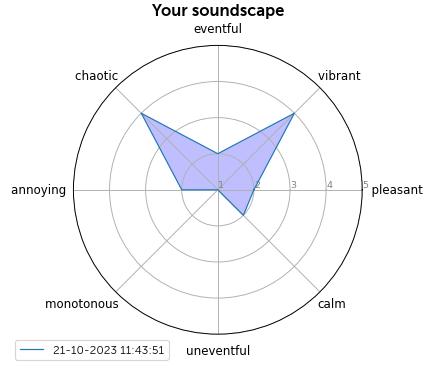 Your soundscape
eventful
chaotic
vibrant
annoying
1 2 3 4 5
pleasant
monotonous
calm
uneventful
21-10-2023 11:43:51